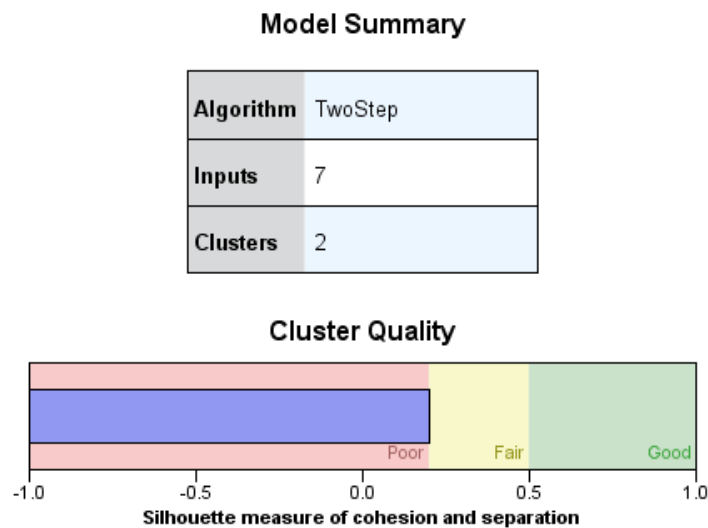 Model Summary
Algorithm TwoStep
Inputs 7
Clusters 2
Cluster Quality
Poor Fair Good
-1.0 -0.5 0.0 0.5 1.0
Silhouette measure of cohesion and separation